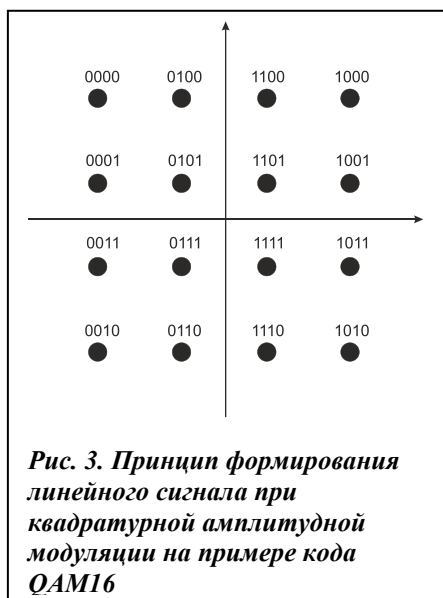 0000 0100 1100 1000
0001 0101 1101 1001
0011 0111 1111 1011
0010 0110 1110 1010
Рис. 3. Принцип формирования
линейного сигнала при
квадратурной амплитудной
модуляции на примере кода
QAM16